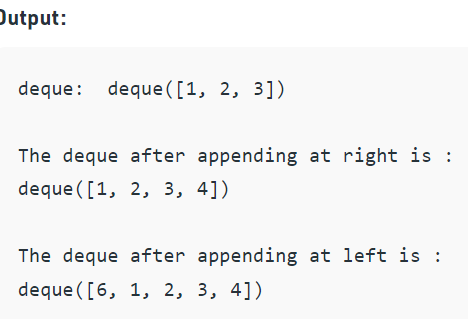 Output:
deque:  deque([1, 2, 3])
The deque after appending at right is :
deque([1, 2, 3, 4])
The deque after appending at left is :
deque([6, 1, 2, 3, 4])